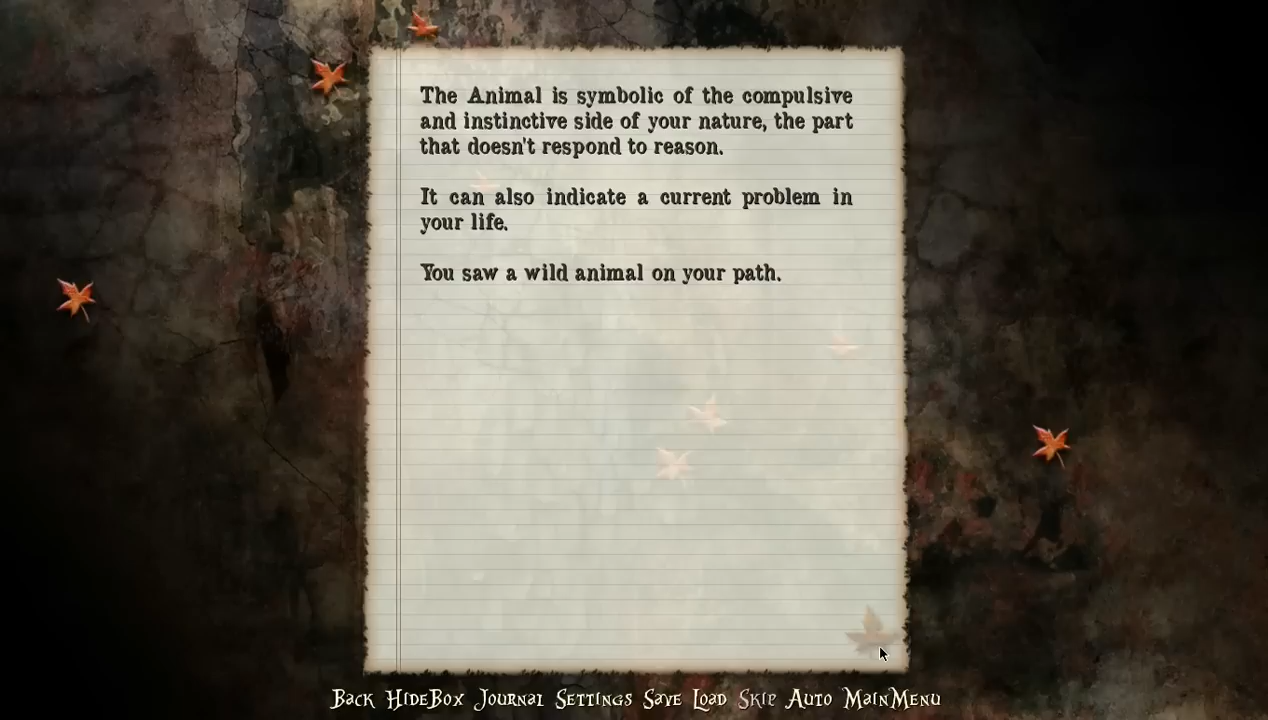 The Animal is symbolic of the compulsive
and instinctive side of your nature, the part
that doesn't respond to reason.
It can also indicate a current problem in
your life.
You saw a wild animal on your path.
Back HideBox Journal Settings Save Load Skip Auto MainMenu